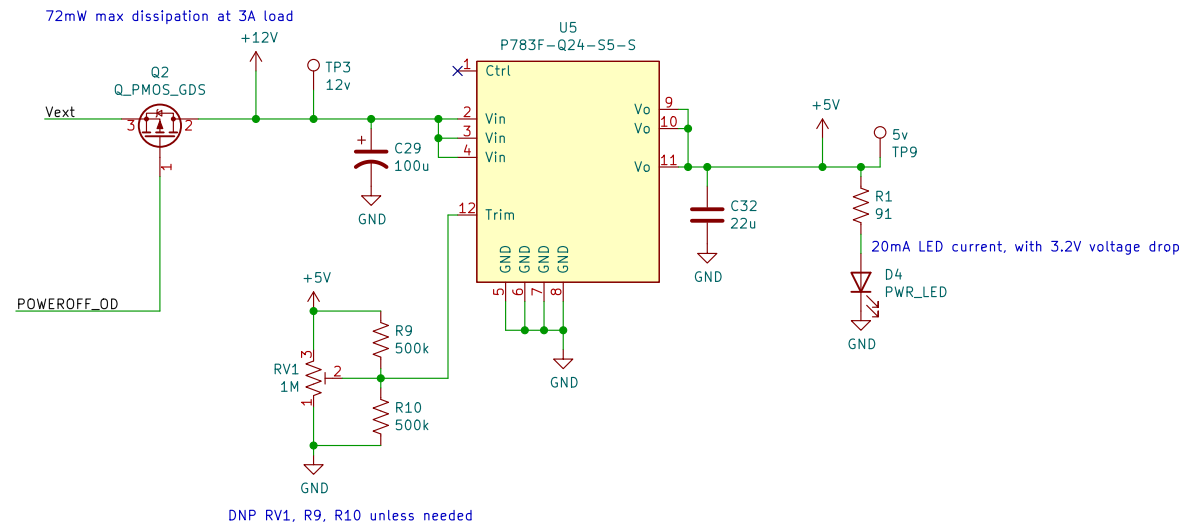 72mW max dissipation at 3A load
+12V
U5
P783F-Q24-S5-S
TP3
12v
Q2
Q_PMOS_GDS
Vext
3
2
1
1
Ctrl
2
Vin
3
Vin
4
Vin
12
Trim
Vo
9
Vo
10
Vo
11
GND
GND
GND
GND
5
6
7
8
GND
+
C29
100u
GND
+5V
5v
TP9
C32
22u
GND
R1
91
20mA LED current, with 3.2V voltage drop
D4
PWR_LED
GND
POWEROFF_OD
+5V
R9
500k
RV1
1M
3
2
1
R10
500k
GND
DNP RV1, R9, R10 unless needed